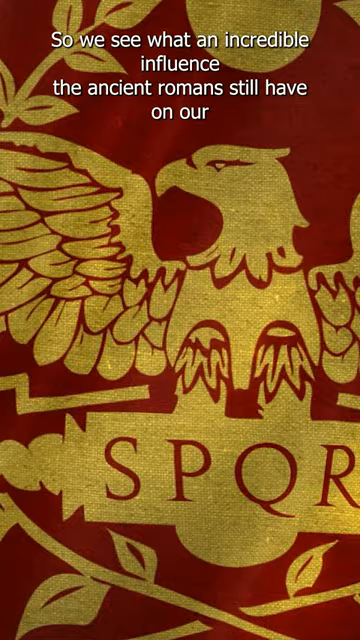 So we see what an incredible
influence
the ancient romans still have
on our
SPQR